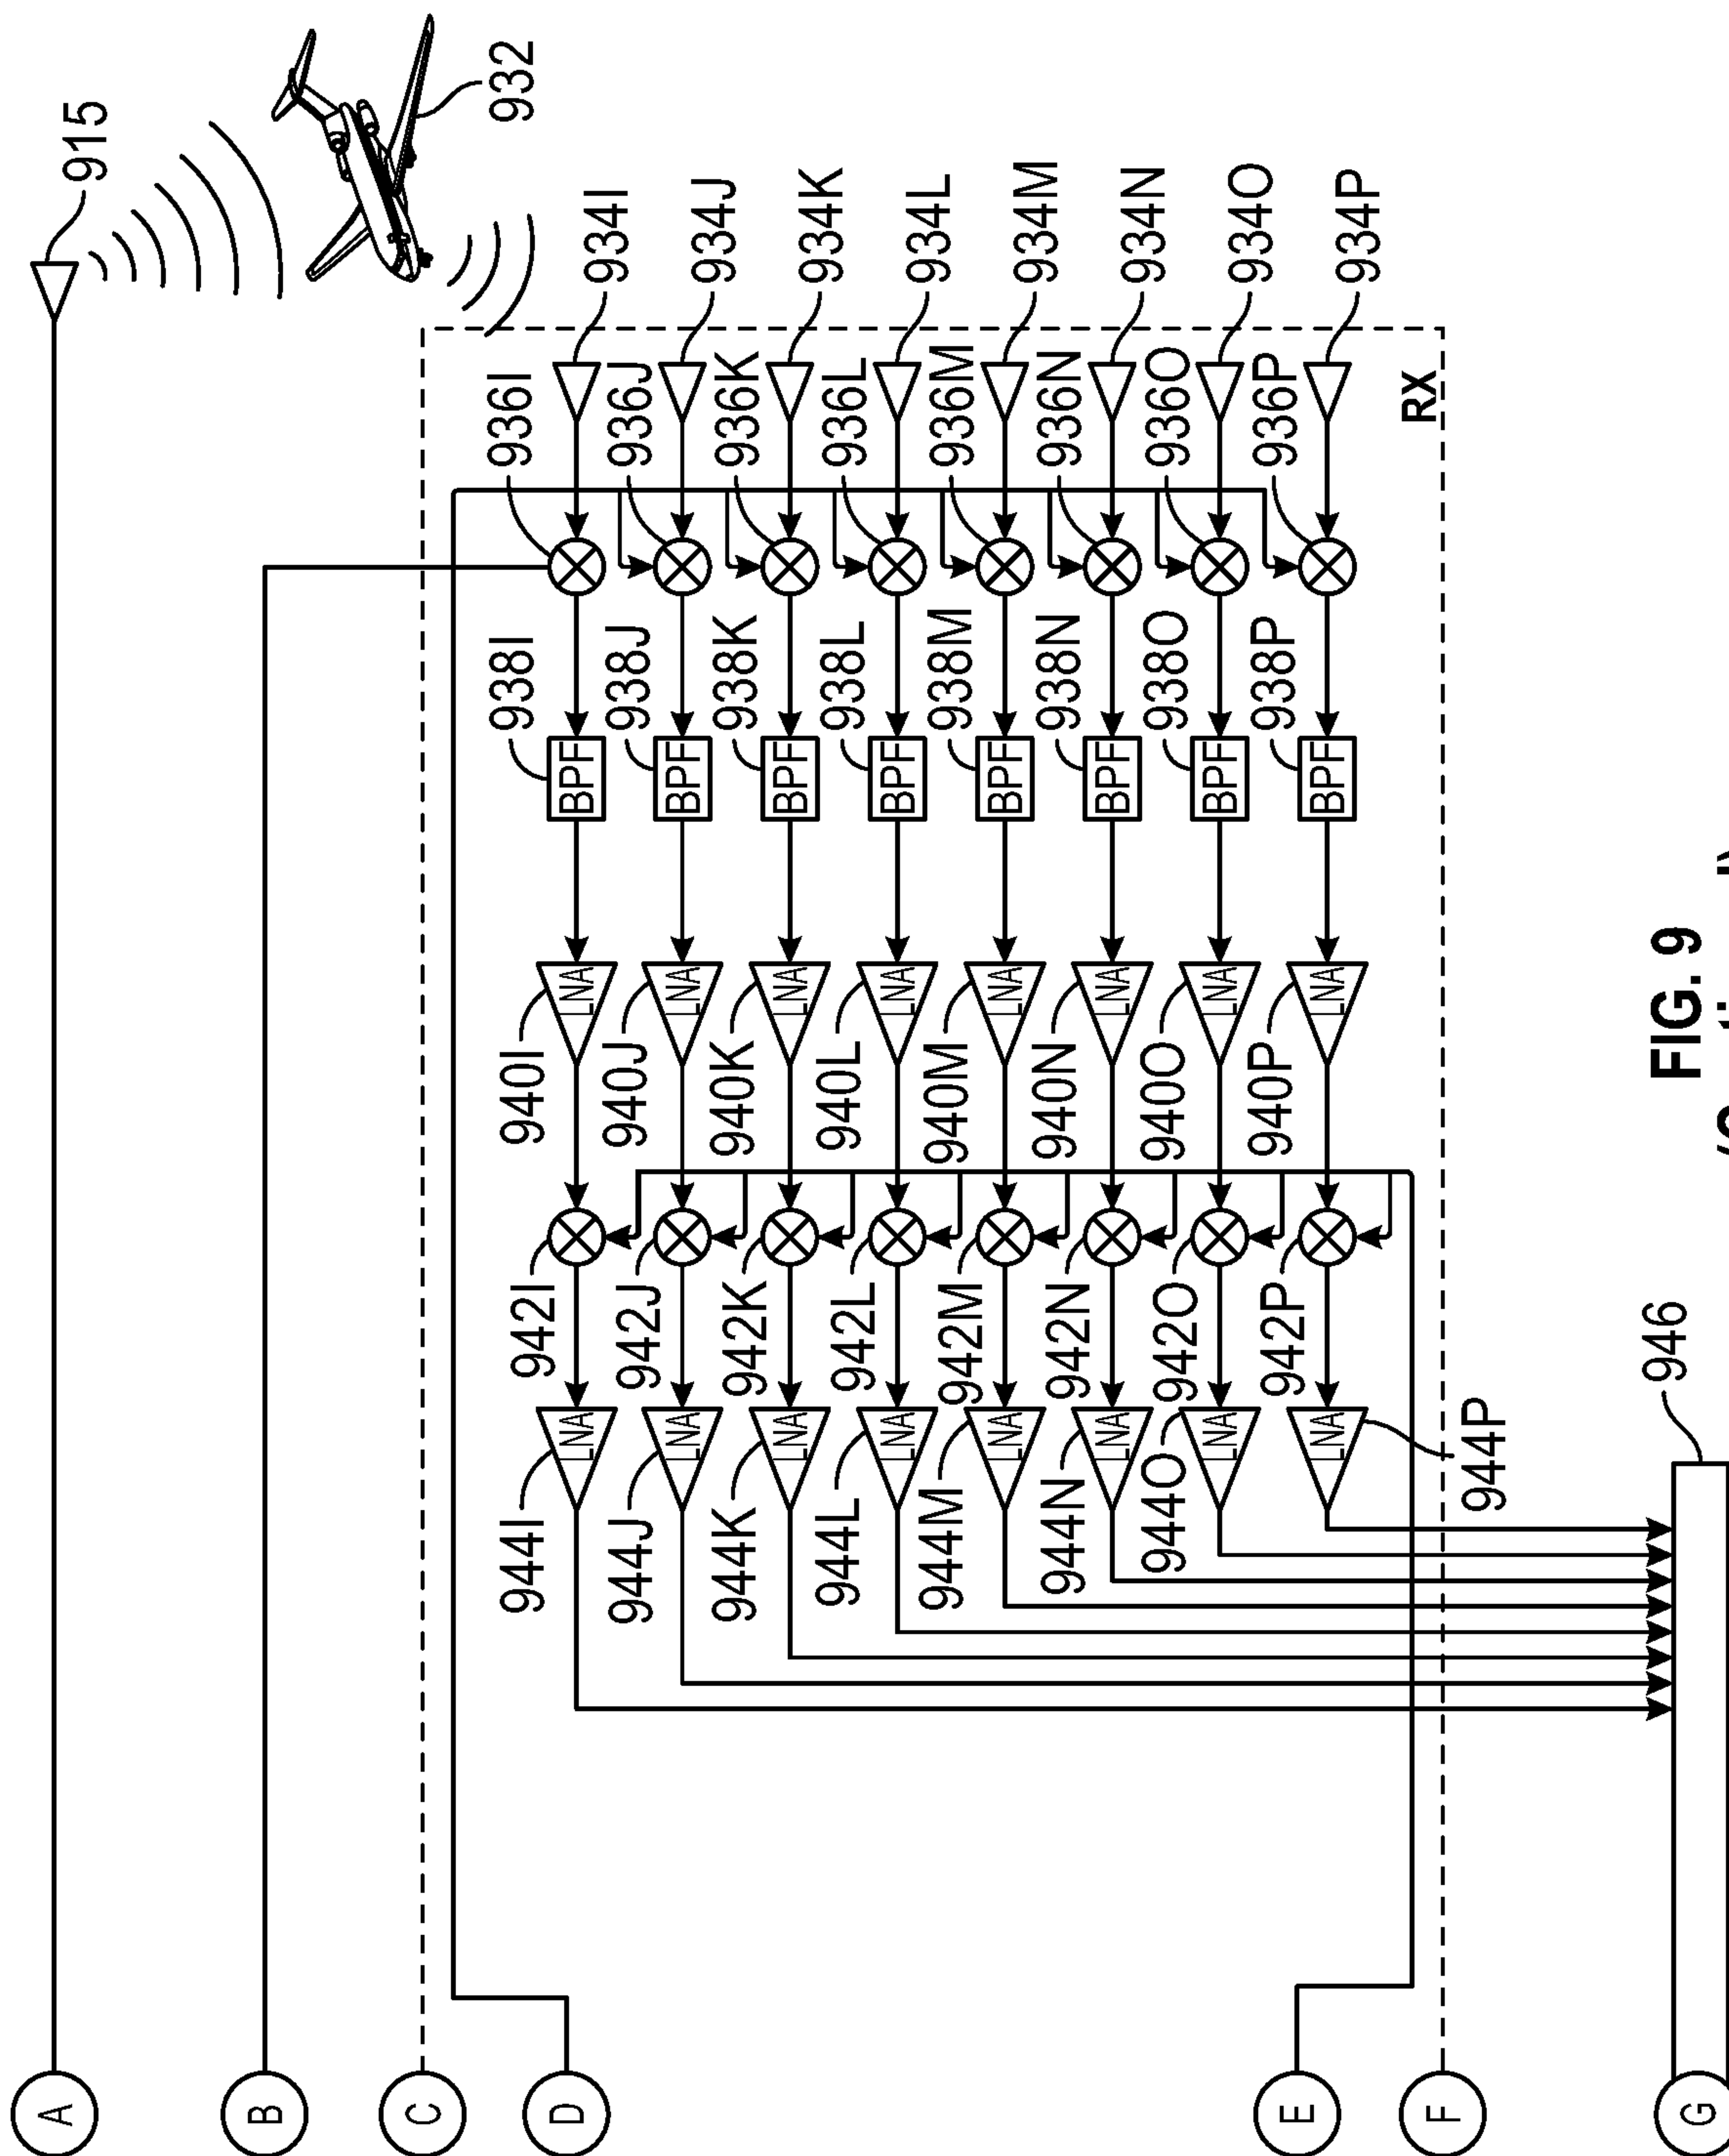 A
915
932
B
C
D
E
F
G
934I
934J
934K
934L
934M
934N
934O
934P
RX
936I
936J
936K
936L
936M
936N
936O
936P
938I
938J
938K
938L
938M
938N
938O
938P
BPF
BPF
BPF
BPF
BPF
BPF
BPF
BPF
LNA
LNA
LNA
LNA
LNA
LNA
LNA
LNA
940I
940J
940K
940L
940M
940N
940O
940P
942I
942J
942K
942L
942M
942N
942O
942P
LNA
LNA
LNA
LNA
LNA
LNA
LNA
LNA
944I
944J
944K
944L
944M
944N
944O
944P
946
FIG. 9